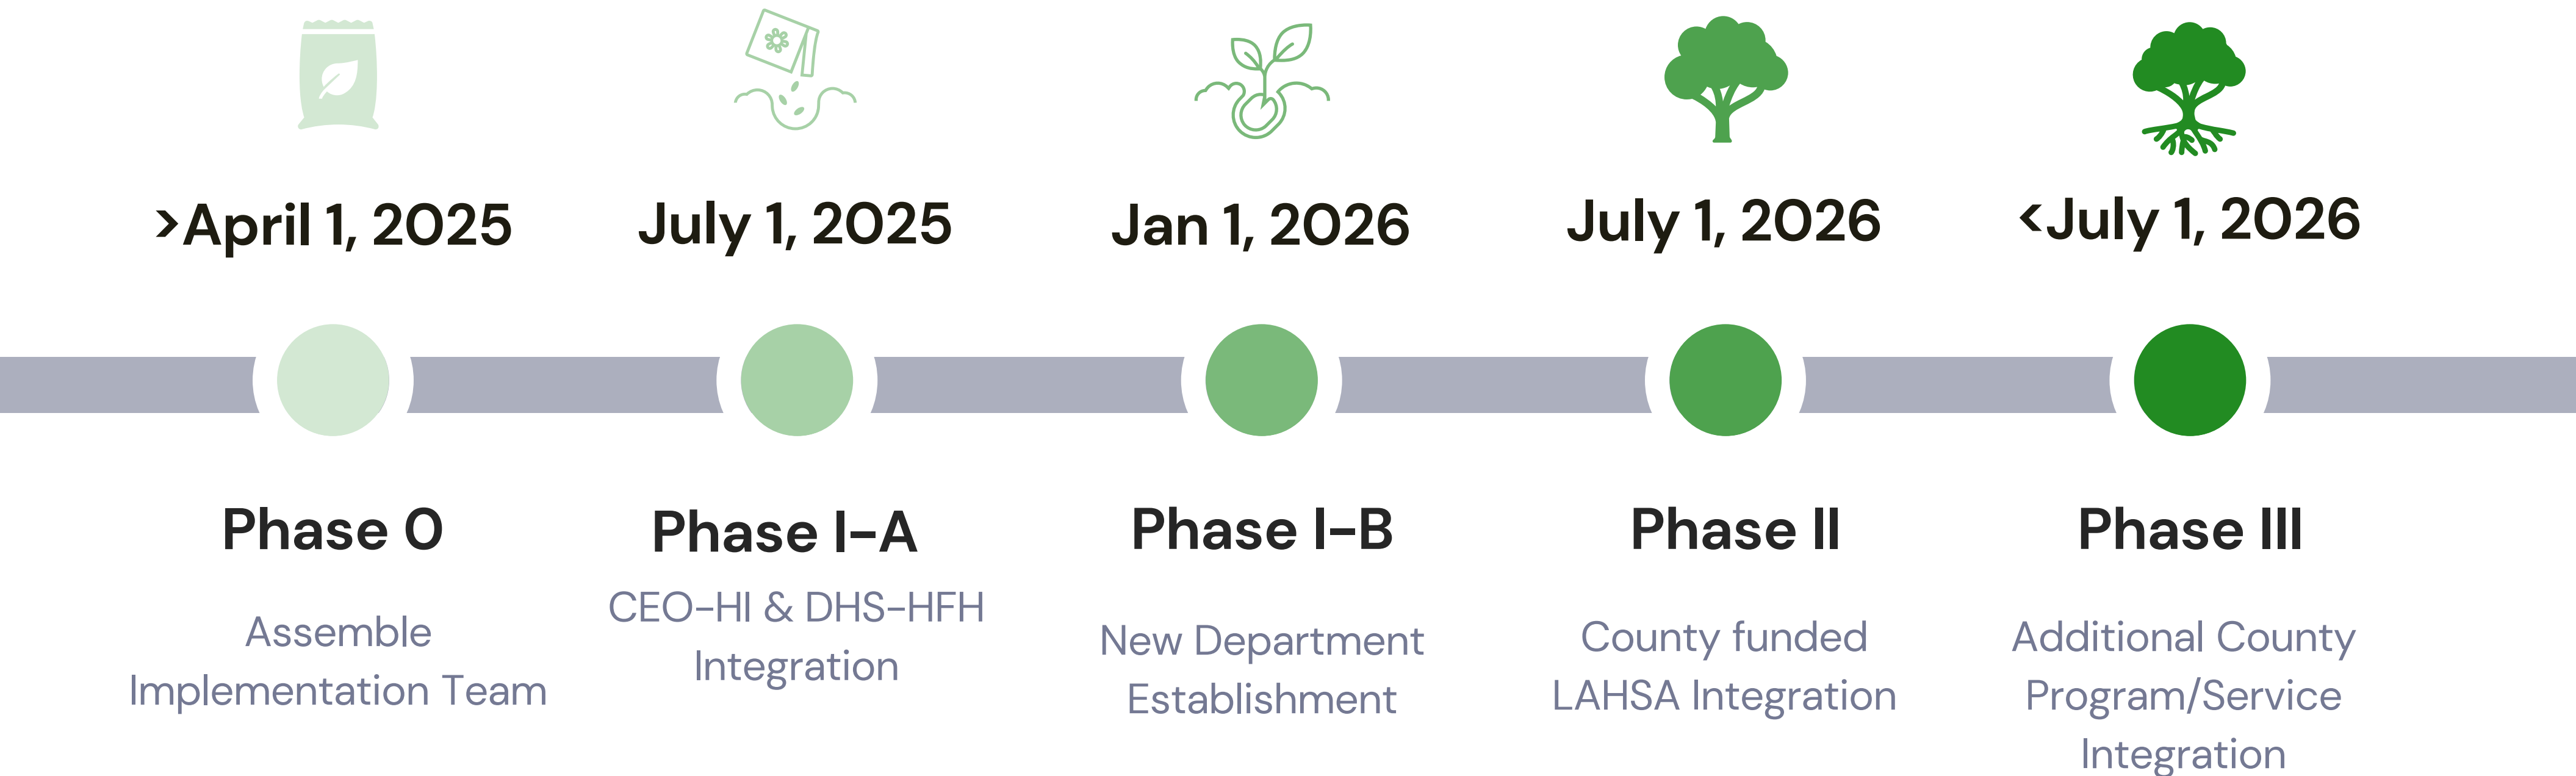 >April 1, 2025
July 1, 2025
Jan 1, 2026
July 1, 2026
<July 1, 2026
Phase 0
Assemble
Implementation Team
Phase I-A
CEO-HI & DHS-HFH
Integration
Phase I-B
New Department
Establishment
Phase II
County funded
LAHSA Integration
Phase III
Additional County
Program/Service
Integration